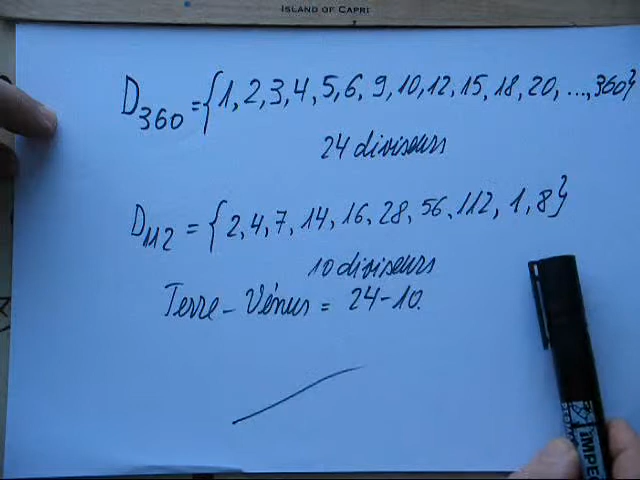 ISLAND OF CAPRI
D360 = {1, 2, 3, 4, 5, 6, 9, 10, 12, 15, 18, 20, ..., 360}
24 diviseurs
D112 = {2, 4, 7, 14, 16, 28, 56, 112, 1, 8}
10 diviseurs
Terre - Vénus = 24 - 10.
IMPE